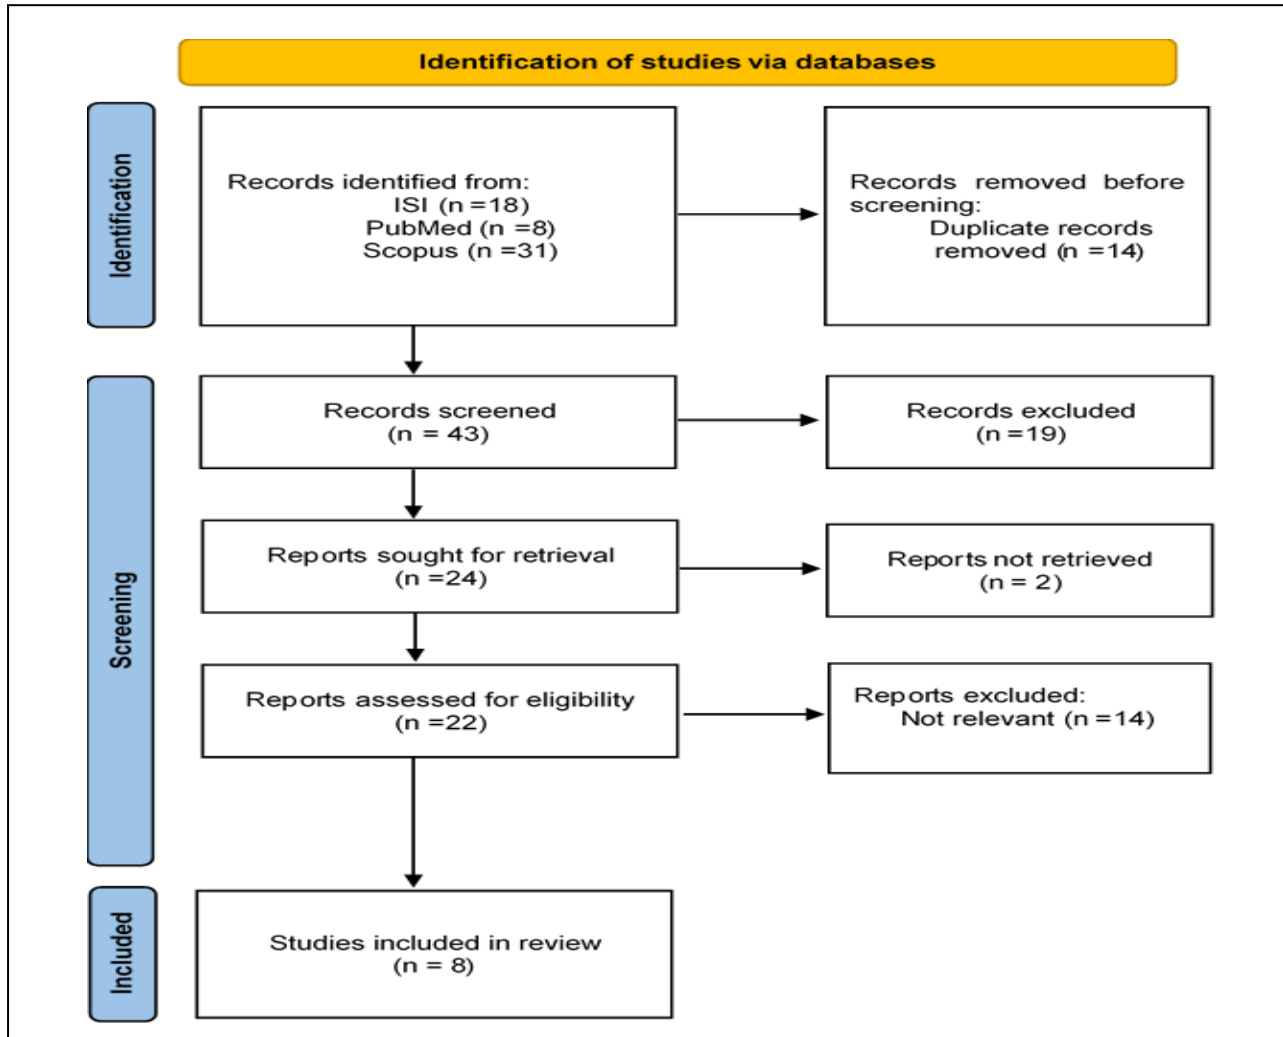 Identification of studies via databases
Identification
Records identified from:
ISI (n =18)
PubMed (n =8)
Scopus (n =31)
Records removed before
screening:
Duplicate records
removed (n =14)
Screening
Records screened
(n = 43)
Records excluded
(n =19)
Reports sought for retrieval
(n =24)
Reports not retrieved
(n = 2)
Reports assessed for eligibility
(n =22)
Reports excluded:
Not relevant (n =14)
Included
Studies included in review
(n = 8)